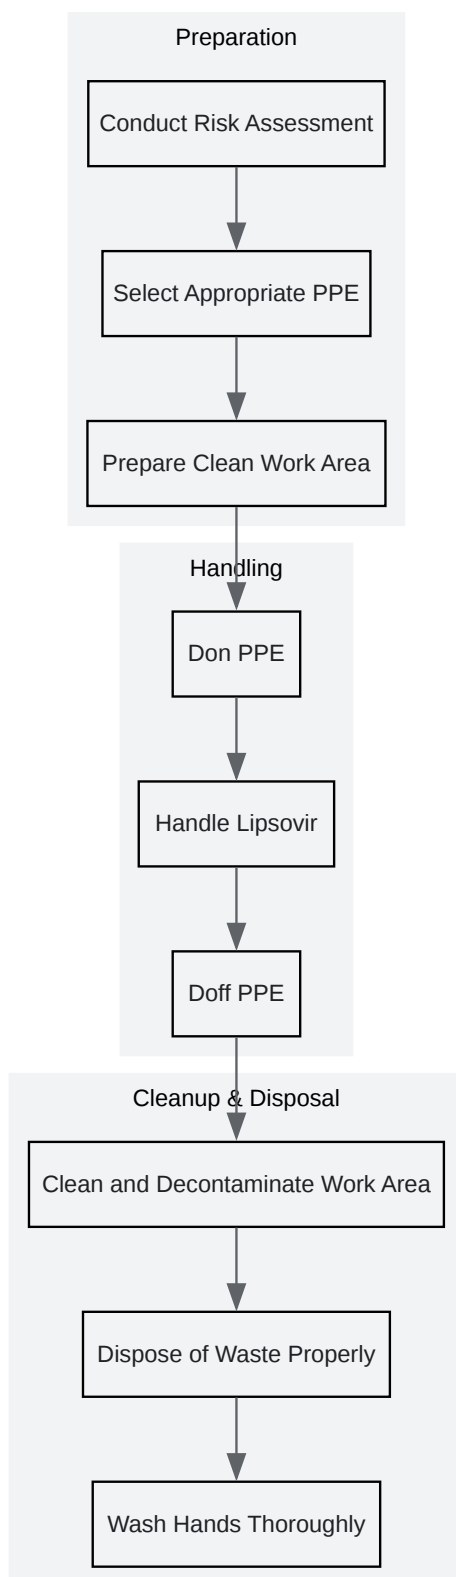 Preparation
Conduct Risk Assessment
Select Appropriate PPE
Prepare Clean Work Area
Handling
Don PPE
Handle Lipsovir
Doff PPE
Cleanup & Disposal
Clean and Decontaminate Work Area
Dispose of Waste Properly
Wash Hands Thoroughly